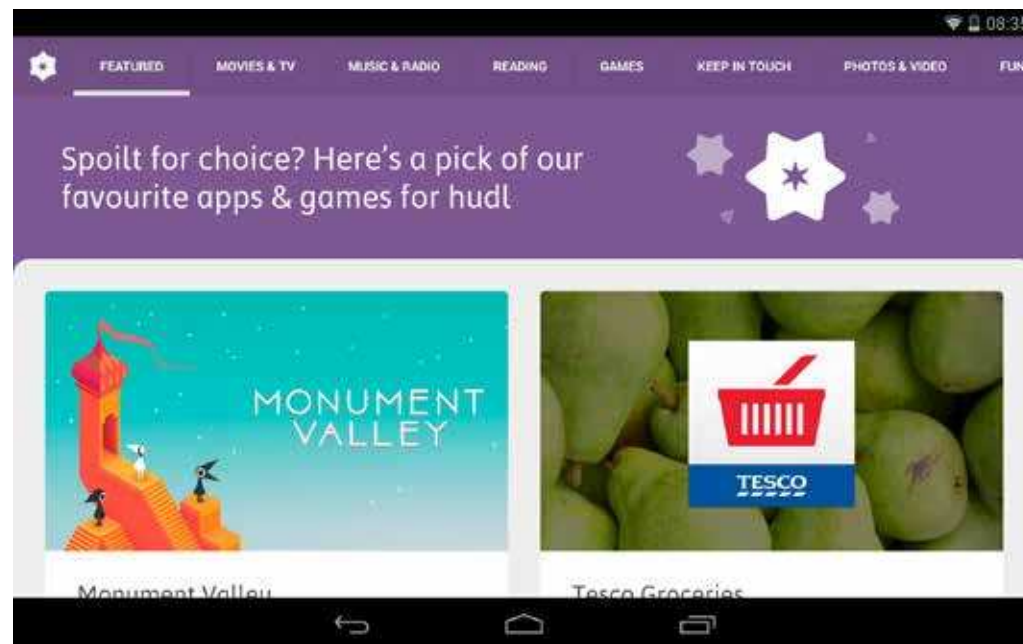 08:35
FEATURED
MOVIES & TV
MUSIC & RADIO
READING
GAMES
KEEP IN TOUCH
PHOTOS & VIDEO
FUN
Spoilt for choice? Here's a pick of our
favourite apps & games for hudl
MONUMENT
VALLEY
TESCO
Monument Valley
Tesco Groceries